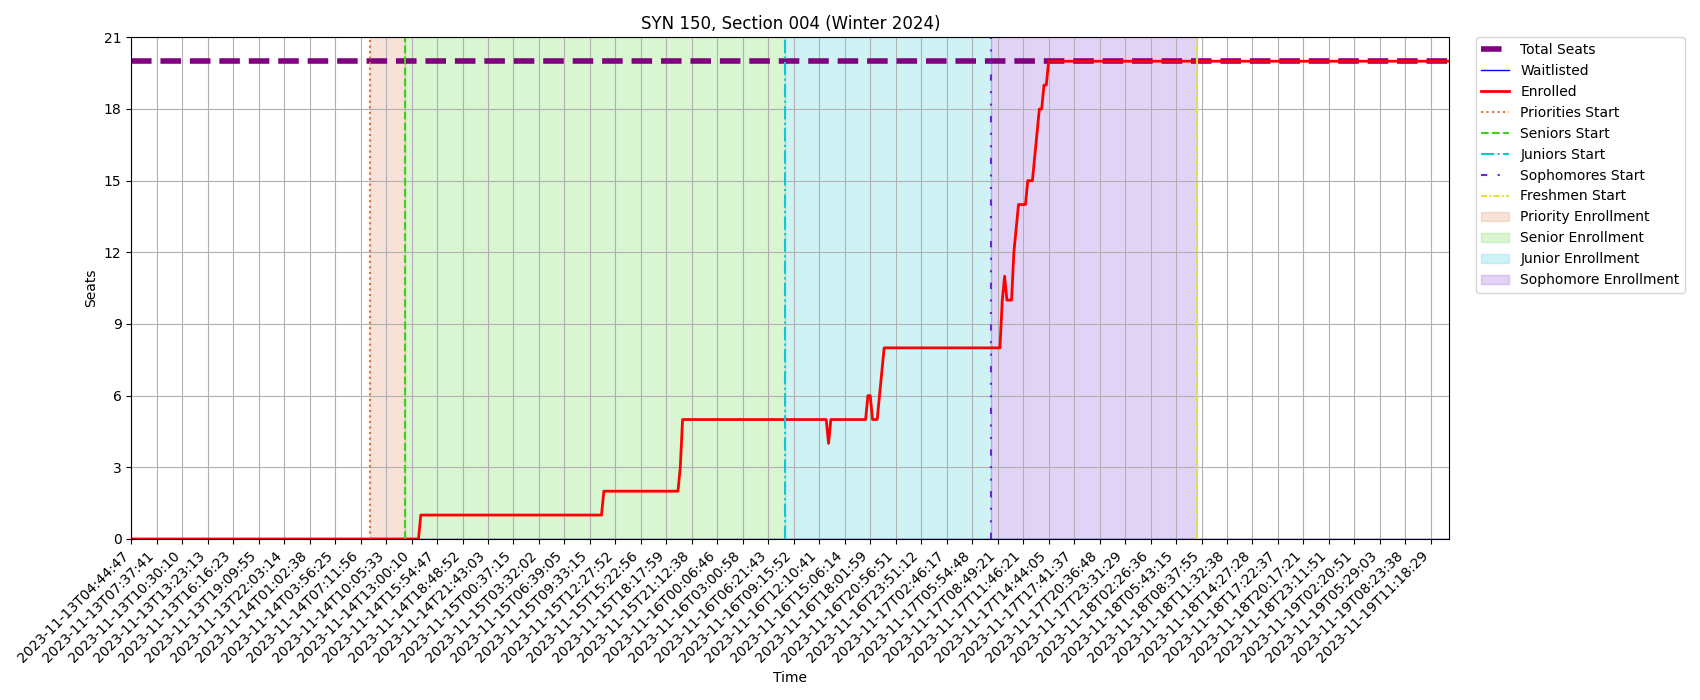 SYN 150, Section 004 (Winter 2024)
21
18
15
12
9
6
3
0
Seats
2023-11-13T04:44:47
2023-11-13T07:37:41
2023-11-13T10:30:10
2023-11-13T13:23:13
2023-11-13T16:16:23
2023-11-13T19:09:55
2023-11-13T22:03:14
2023-11-14T01:02:38
2023-11-14T03:56:25
2023-11-14T07:11:56
2023-11-14T10:05:33
2023-11-14T13:00:10
2023-11-14T15:54:47
2023-11-14T18:48:52
2023-11-14T21:43:03
2023-11-15T00:37:15
2023-11-15T03:32:02
2023-11-15T06:39:05
2023-11-15T09:33:15
2023-11-15T12:27:52
2023-11-15T15:22:56
2023-11-15T18:17:59
2023-11-15T21:12:38
2023-11-16T00:06:46
2023-11-16T03:00:58
2023-11-16T06:21:43
2023-11-16T09:15:52
2023-11-16T12:10:41
2023-11-16T15:06:14
2023-11-16T18:01:59
2023-11-16T20:56:51
2023-11-16T23:51:12
2023-11-17T02:46:17
2023-11-17T05:54:48
2023-11-17T08:49:21
2023-11-17T11:46:21
2023-11-17T14:44:05
2023-11-17T17:41:37
2023-11-17T20:36:48
2023-11-17T23:31:29
2023-11-18T02:26:36
2023-11-18T05:43:15
2023-11-18T08:37:55
2023-11-18T11:32:38
2023-11-18T14:27:28
2023-11-18T17:22:37
2023-11-18T20:17:21
2023-11-18T23:11:51
2023-11-19T02:20:51
2023-11-19T05:29:03
2023-11-19T08:23:38
2023-11-19T11:18:29
Time
Total Seats
Waitlisted
Enrolled
Priorities Start
Seniors Start
Juniors Start
Sophomores Start
Freshmen Start
Priority Enrollment
Senior Enrollment
Junior Enrollment
Sophomore Enrollment